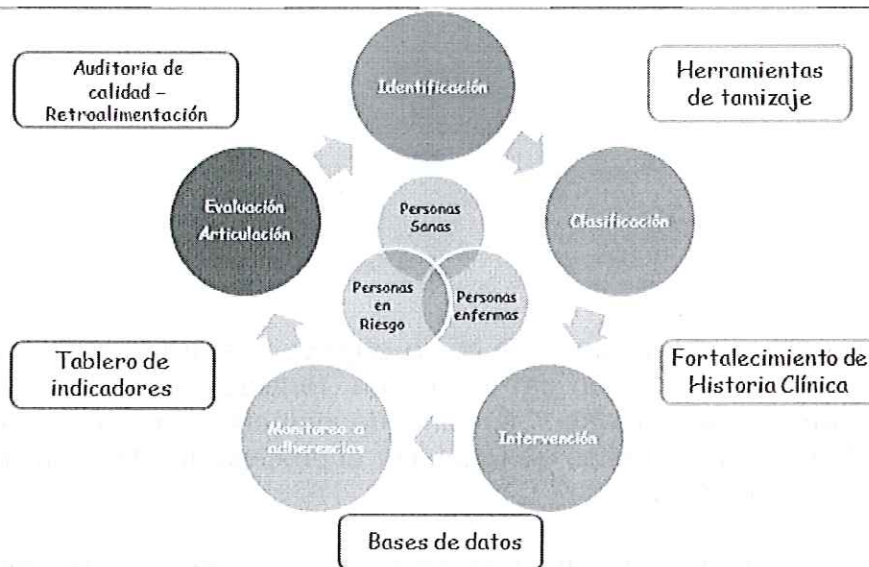 Auditoria de
calidad –
Retroalimentación
Identificación
Herramientas
de tamizaje
Evaluación
Articulación
Personas
Sanas
Clasificación
Personas
en
Riesgo
Personas
enfermas
Tablero de
indicadores
Fortalecimiento de
Historia Clínica
Monitoreo a
adherencias
Intervención
Bases de datos